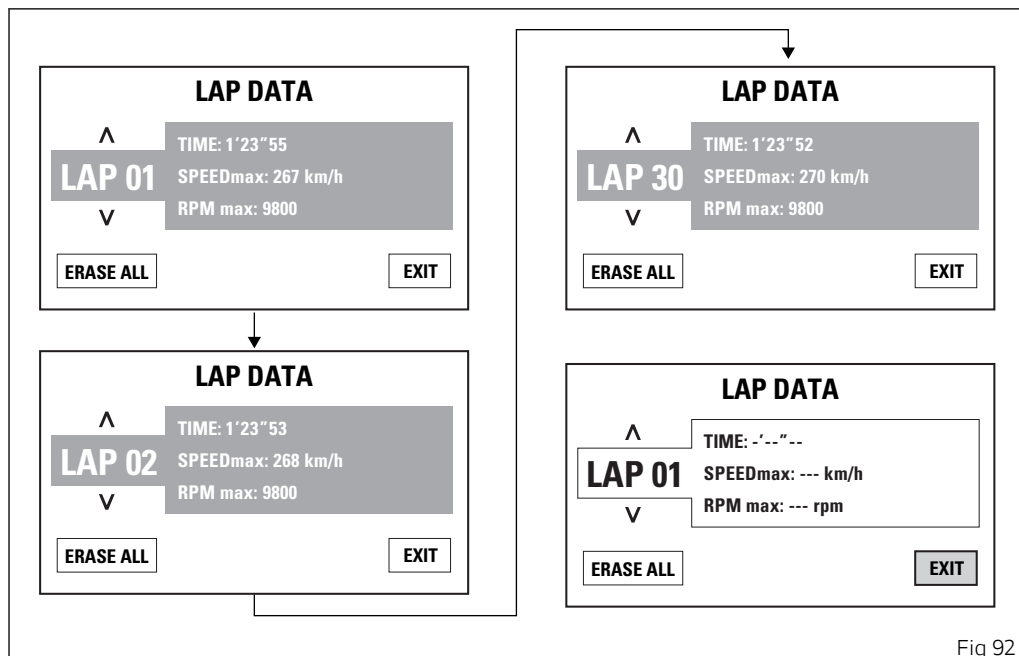 LAP DATA
∧
LAP 01
∨
TIME: 1'23"55
SPEEDmax: 267 km/h
RPM max: 9800
ERASE ALL
EXIT
LAP DATA
∧
LAP 02
∨
TIME: 1'23"53
SPEEDmax: 268 km/h
RPM max: 9800
ERASE ALL
EXIT
LAP DATA
∧
LAP 30
∨
TIME: 1'23"52
SPEEDmax: 270 km/h
RPM max: 9800
ERASE ALL
EXIT
LAP DATA
∧
LAP 01
∨
TIME: -'--"--
SPEEDmax: --- km/h
RPM max: --- rpm
ERASE ALL
EXIT
Fig 92